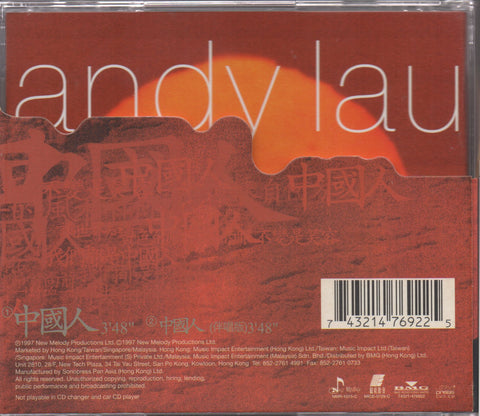 andy lau
中國人
中國人
① 中國人 3'48" ② 中國人 (伴唱版) 3'48"
7 43214 76922 5
℗1997 New Melody Productions Ltd. ©1997 New Melody Productions Ltd.
Marketed by Hong Kong/Taiwan/Singapore/Malaysia. Hong Kong: Music Impact Entertainment (Hong Kong) Ltd./Taiwan: Music Impact Ltd.(Taiwan)
/Singapore: Music Impact Entertainment (S) Private Ltd./Malaysia, Music Impact Entertainment (Malaysia) Sdn. Bhd./Distributed by BMG (Hong Kong) Ltd.
Unit 2810, 28/F, New Tech Plaza, 34 Tai Yau Street, San Po Kong, Kowloon, Hong Kong Tel: 852-2761 4991 Fax: 852-2761 0733
Manufactured by Sonopress Pan Asia (Hong Kong) Ltd.
All rights reserved. Unauthorized copying, reproduction, hiring, lending,
public performance and broadcasting prohibited.
Not playable in CD changer and car CD player
BMG